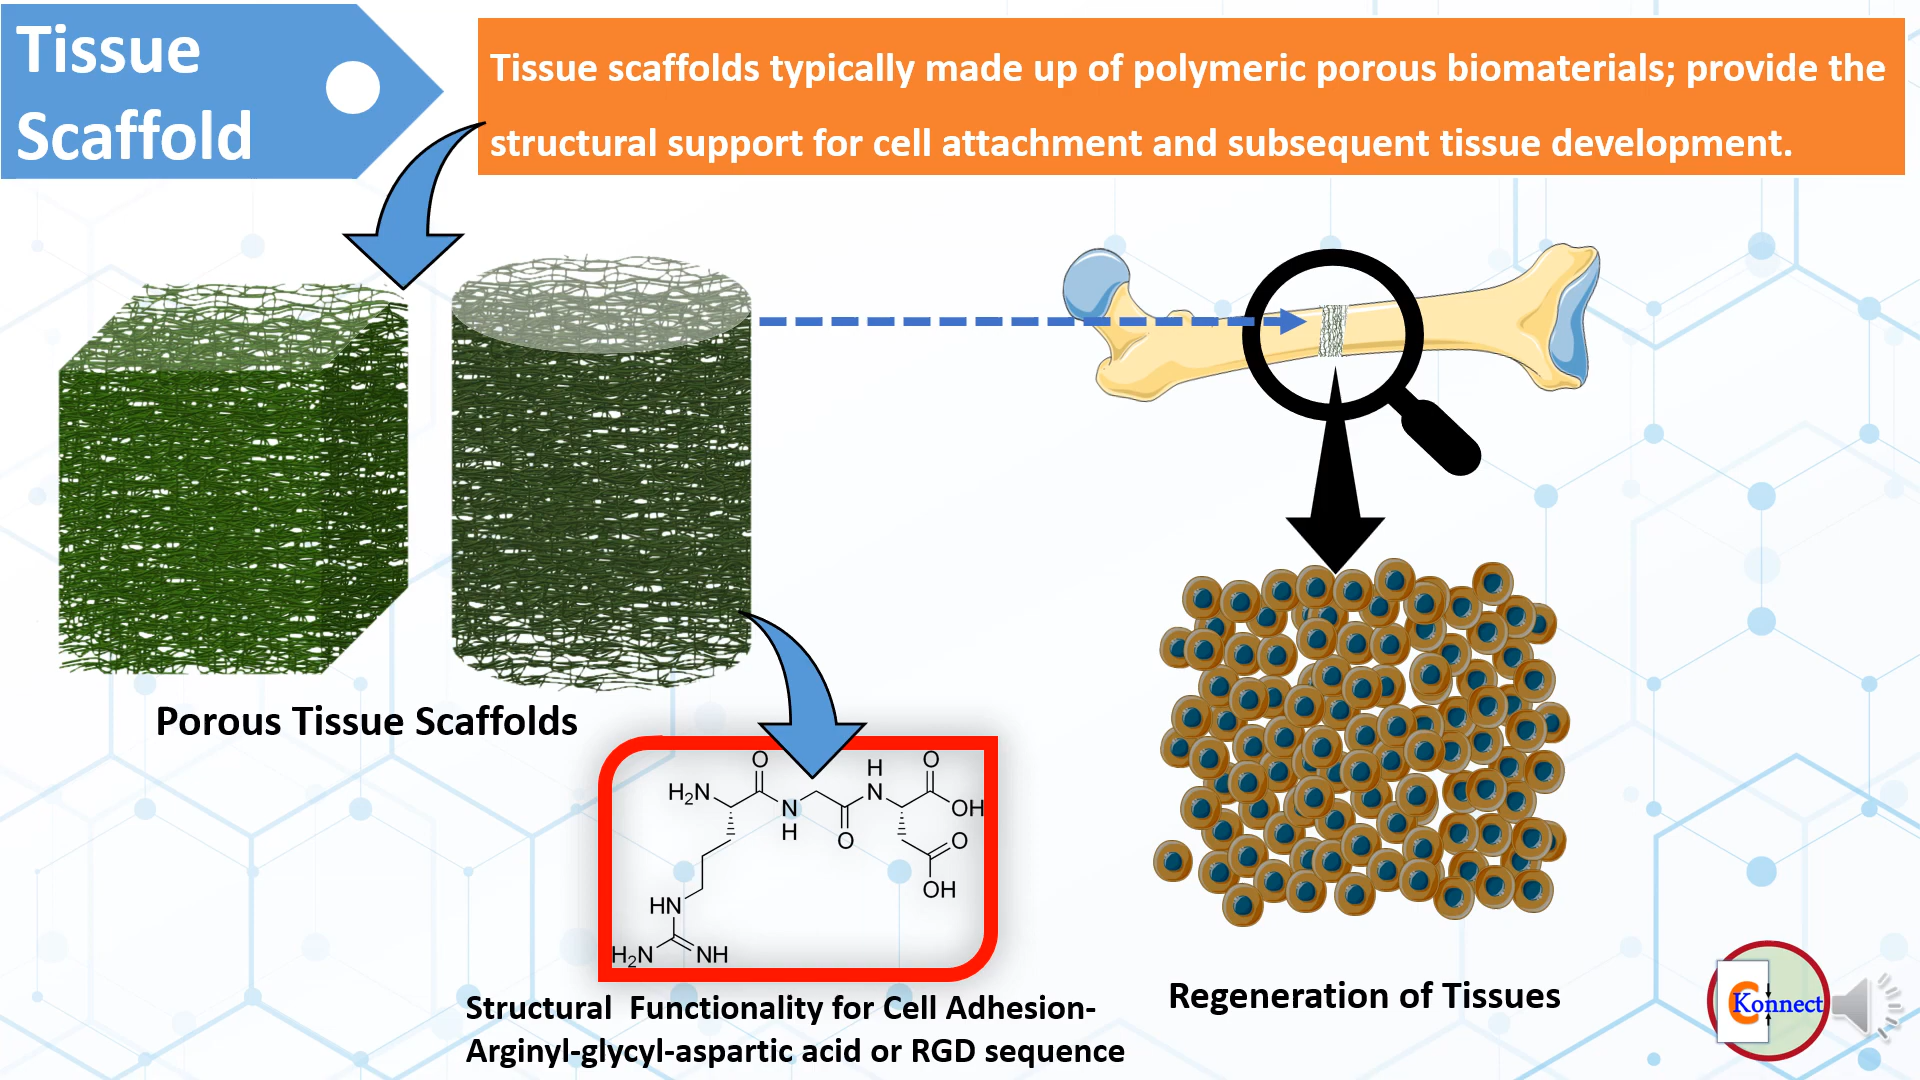 Tissue
Scaffold
Tissue scaffolds typically made up of polymeric porous biomaterials; provide the
structural support for cell attachment and subsequent tissue development.
Porous Tissue Scaffolds
O
H
O
H₂N
N
H
O
N
OH
O
OH
HN
H₂N
NH
Structural  Functionality for Cell Adhesion-
Arginyl-glycyl-aspartic acid or RGD sequence
Regeneration of Tissues
C
Konnect